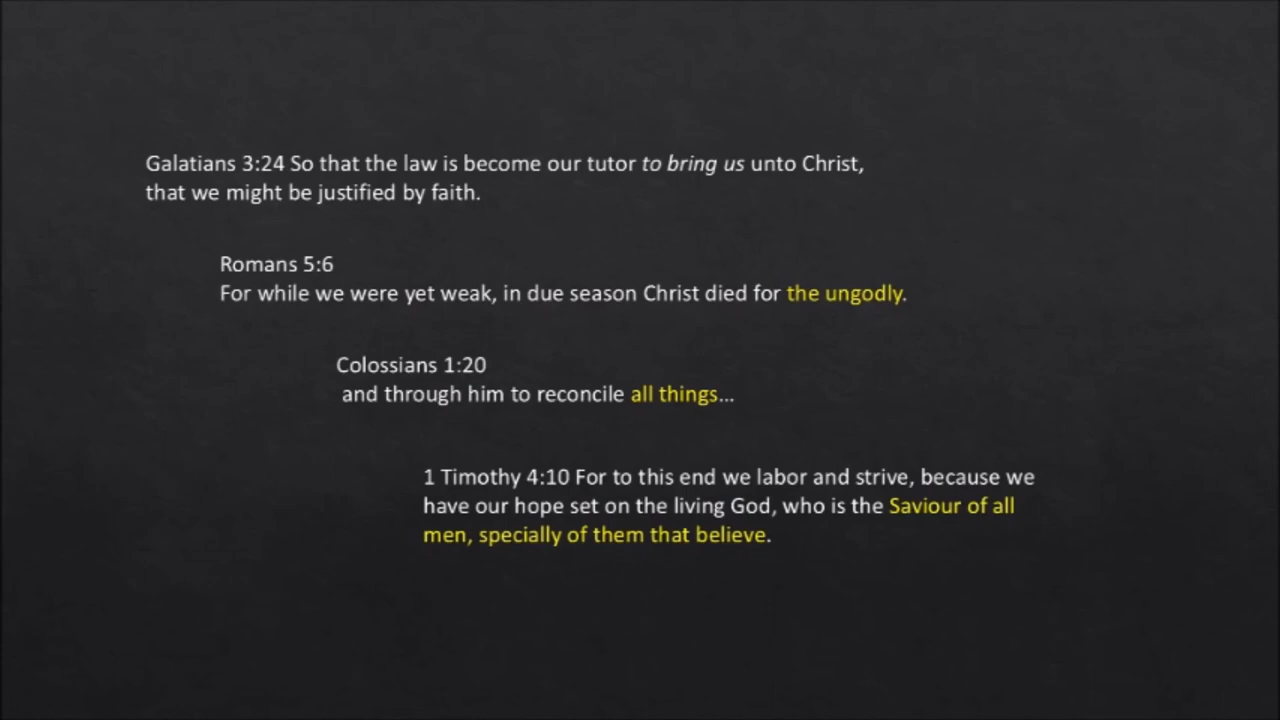 Galatians 3:24 So that the law is become our tutor to bring us unto Christ,
that we might be justified by faith.
Romans 5:6
For while we were yet weak, in due season Christ died for the ungodly.
Colossians 1:20
and through him to reconcile all things...
1 Timothy 4:10 For to this end we labor and strive, because we
have our hope set on the living God, who is the Saviour of all
men, specially of them that believe.